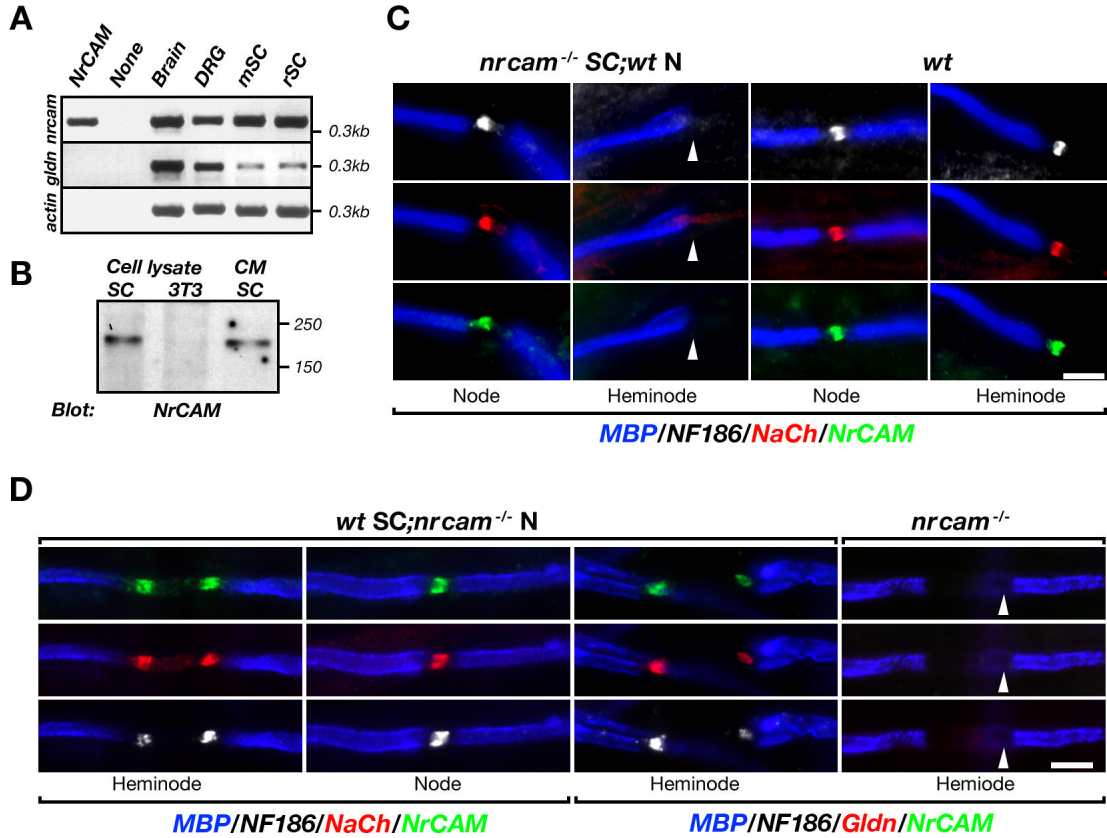 A
NrCAM None Brain DRG mSC rSC
nrcam
0.3kb
gldn
0.3kb
actin
0.3kb
B
Cell lysate CM
SC 3T3 SC
250
150
Blot: NrCAM
C
nrcam -/- SC;wt N wt
Node Heminode Node Heminode
MBP/NF186/NaCh/NrCAM
D
wt SC;nrcam -/- N nrcam -/-
Heminode Node Heminode Hemiode
MBP/NF186/NaCh/NrCAM MBP/NF186/Gldn/NrCAM